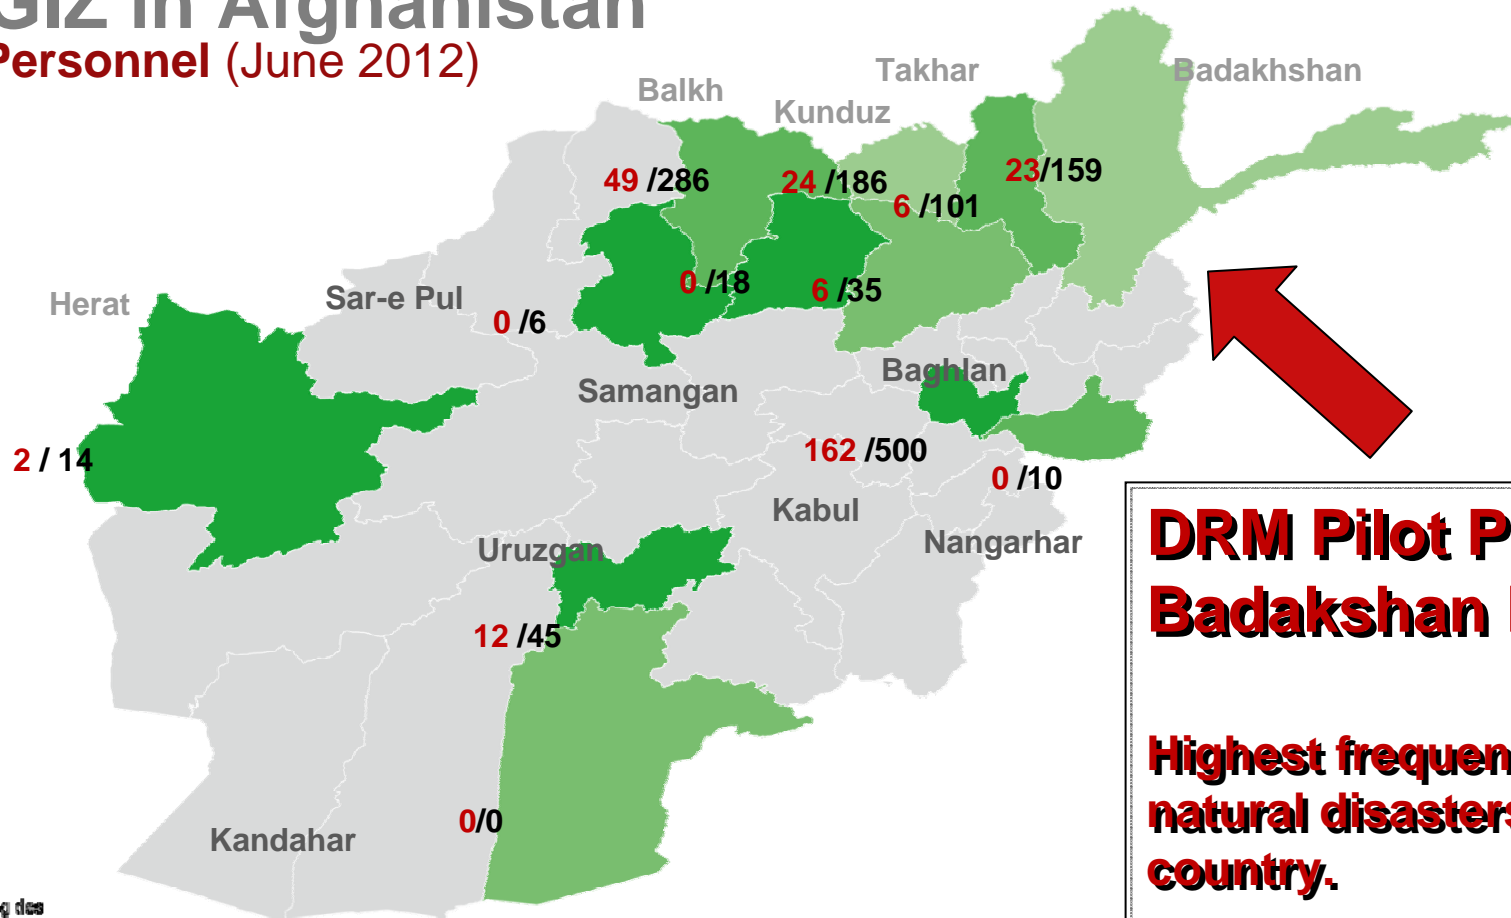 GIZ in Afghanistan
Personnel (June 2012)
Takhar
Badakhshan
Balkh
Kunduz
49 /286
24 /186
23/159
6 /101
0 /18
6 /35
Herat
Sar-e Pul
0 /6
Baghlan
Samangan
2 / 14
162 /500
0 /10
Kabul
Nangarhar
Uruzgan
12 /45
0/0
Kandahar
DRM Pilot P
Badakshan
Highest frequen
natural disasters
country.
g des